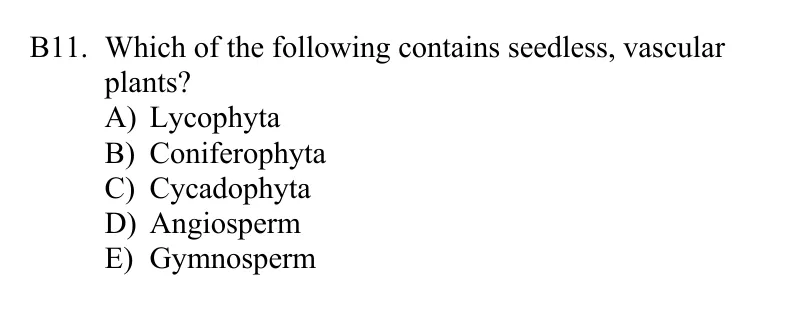 B11. Which of the following contains seedless, vascular
plants?
A) Lycophyta
B) Coniferophyta
C) Cycadophyta
D) Angiosperm
E) Gymnosperm